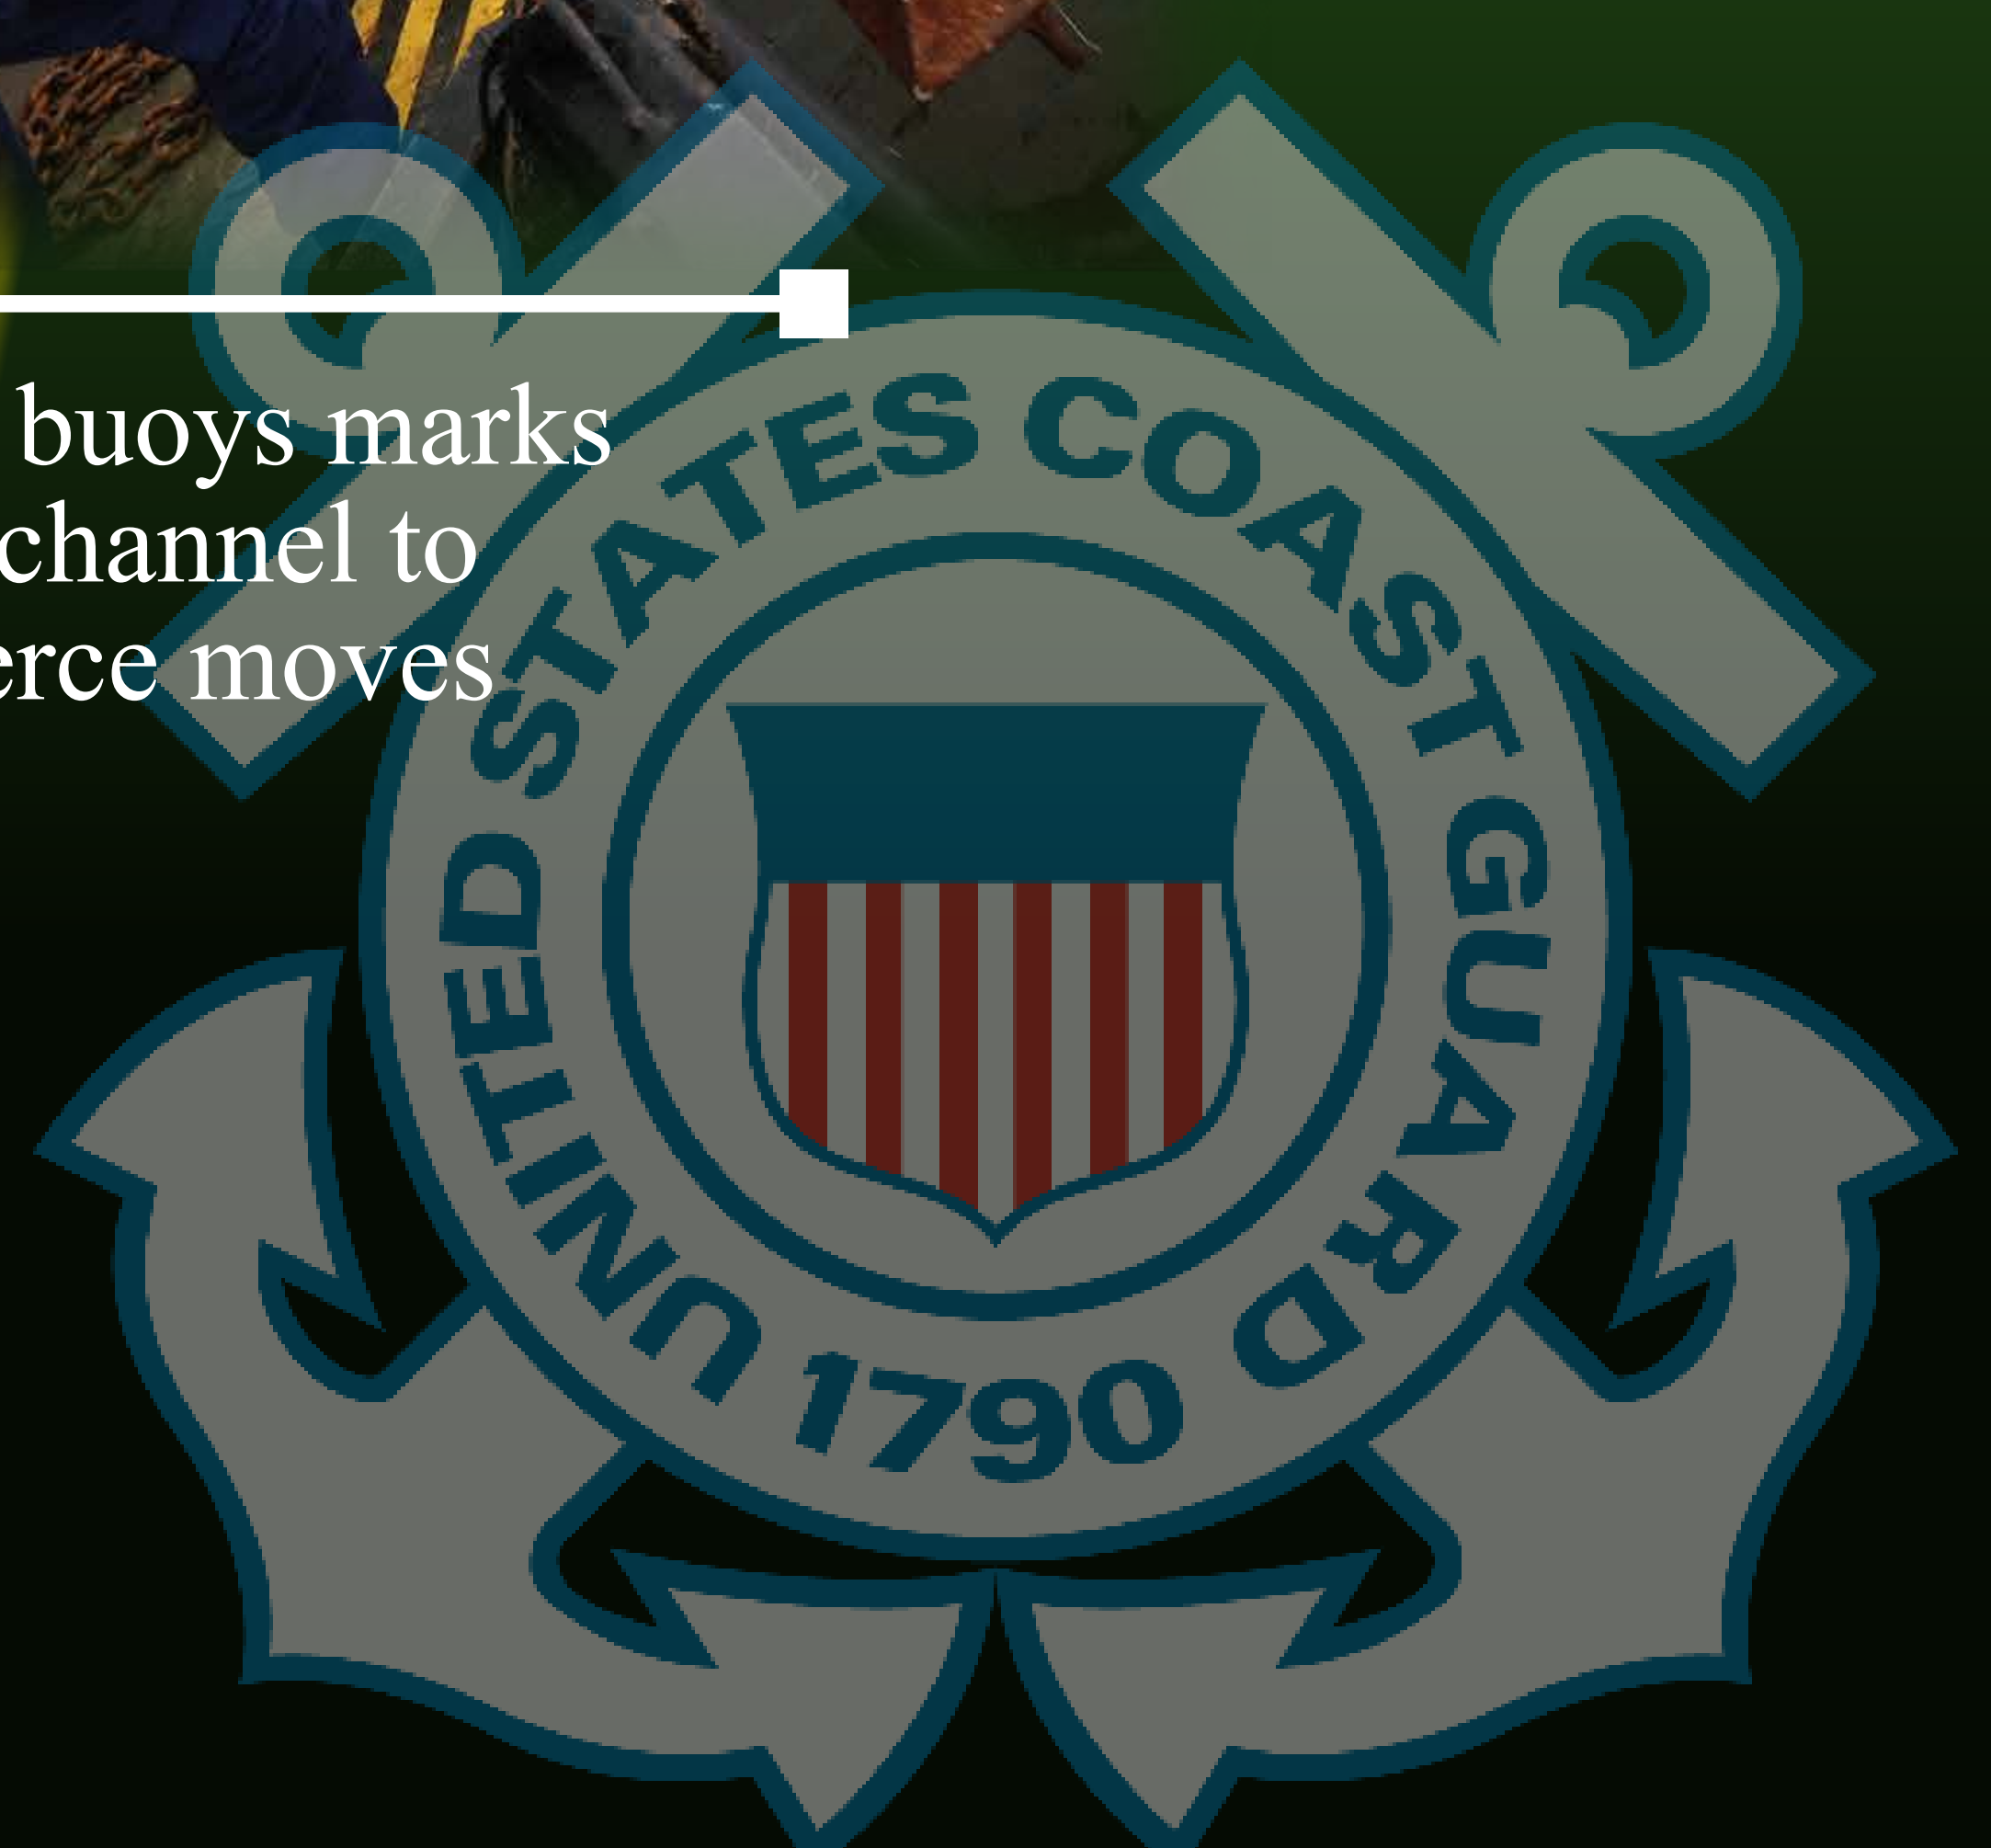 buoys marks
channel to
erce moves
UNITED STATES COAST GUARD
1790